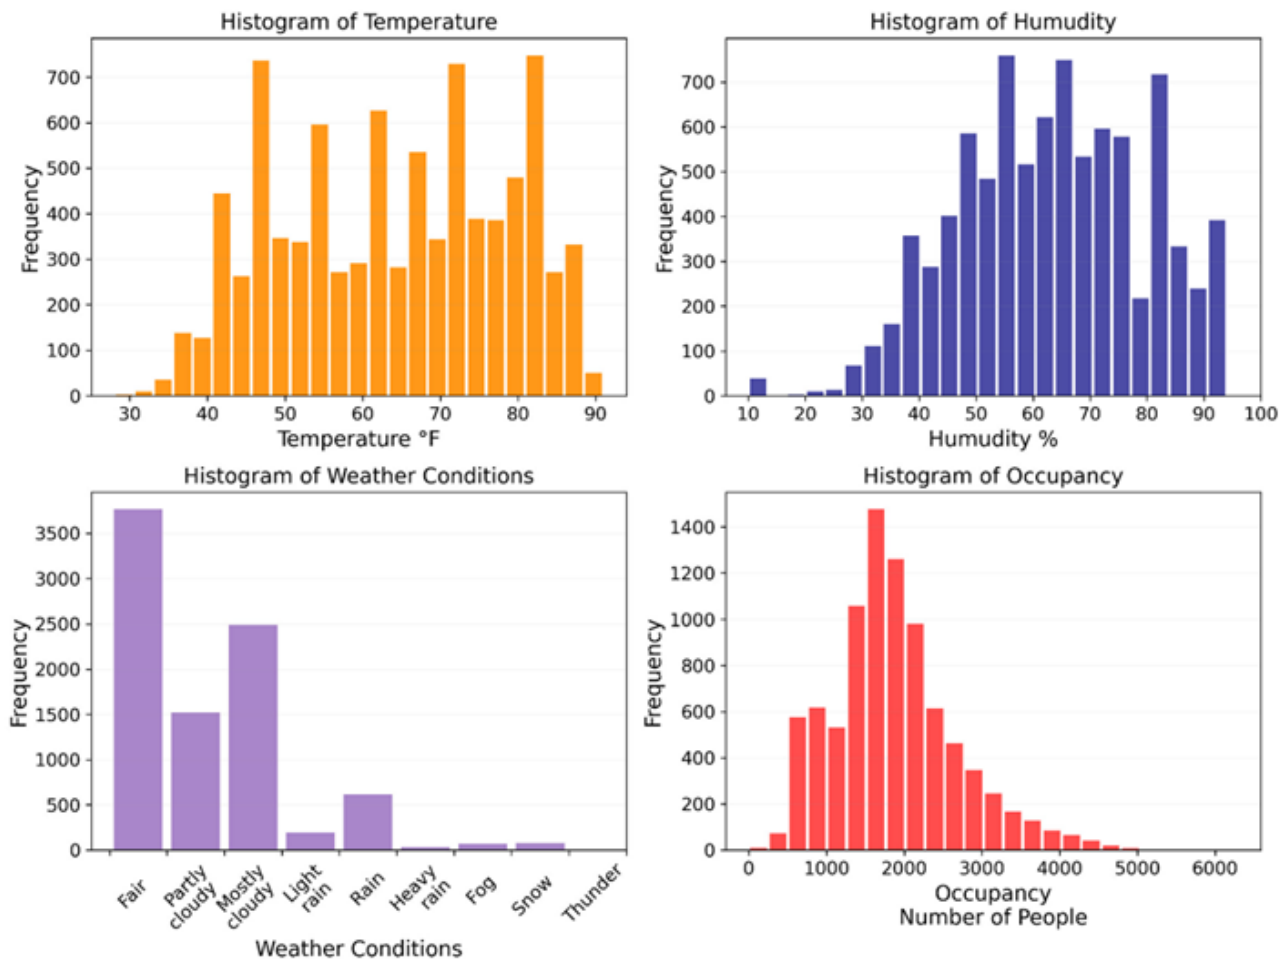 Histogram of Temperature
Frequency
700
600
500
400
300
200
100
0
30 40 50 60 70 80 90
Temperature °F
Histogram of Humudity
Frequency
700
600
500
400
300
200
100
0
10 20 30 40 50 60 70 80 90 100
Humudity %
Histogram of Weather Conditions
Frequency
3500
3000
2500
2000
1500
1000
500
0
Fair
Partly
cloudy
Mostly
cloudy
Light
rain
Rain
Heavy
rain
Fog
Snow
Thunder
Weather Conditions
Histogram of Occupancy
Frequency
1400
1200
1000
800
600
400
200
0
0 1000 2000 3000 4000 5000 6000
Occupancy
Number of People